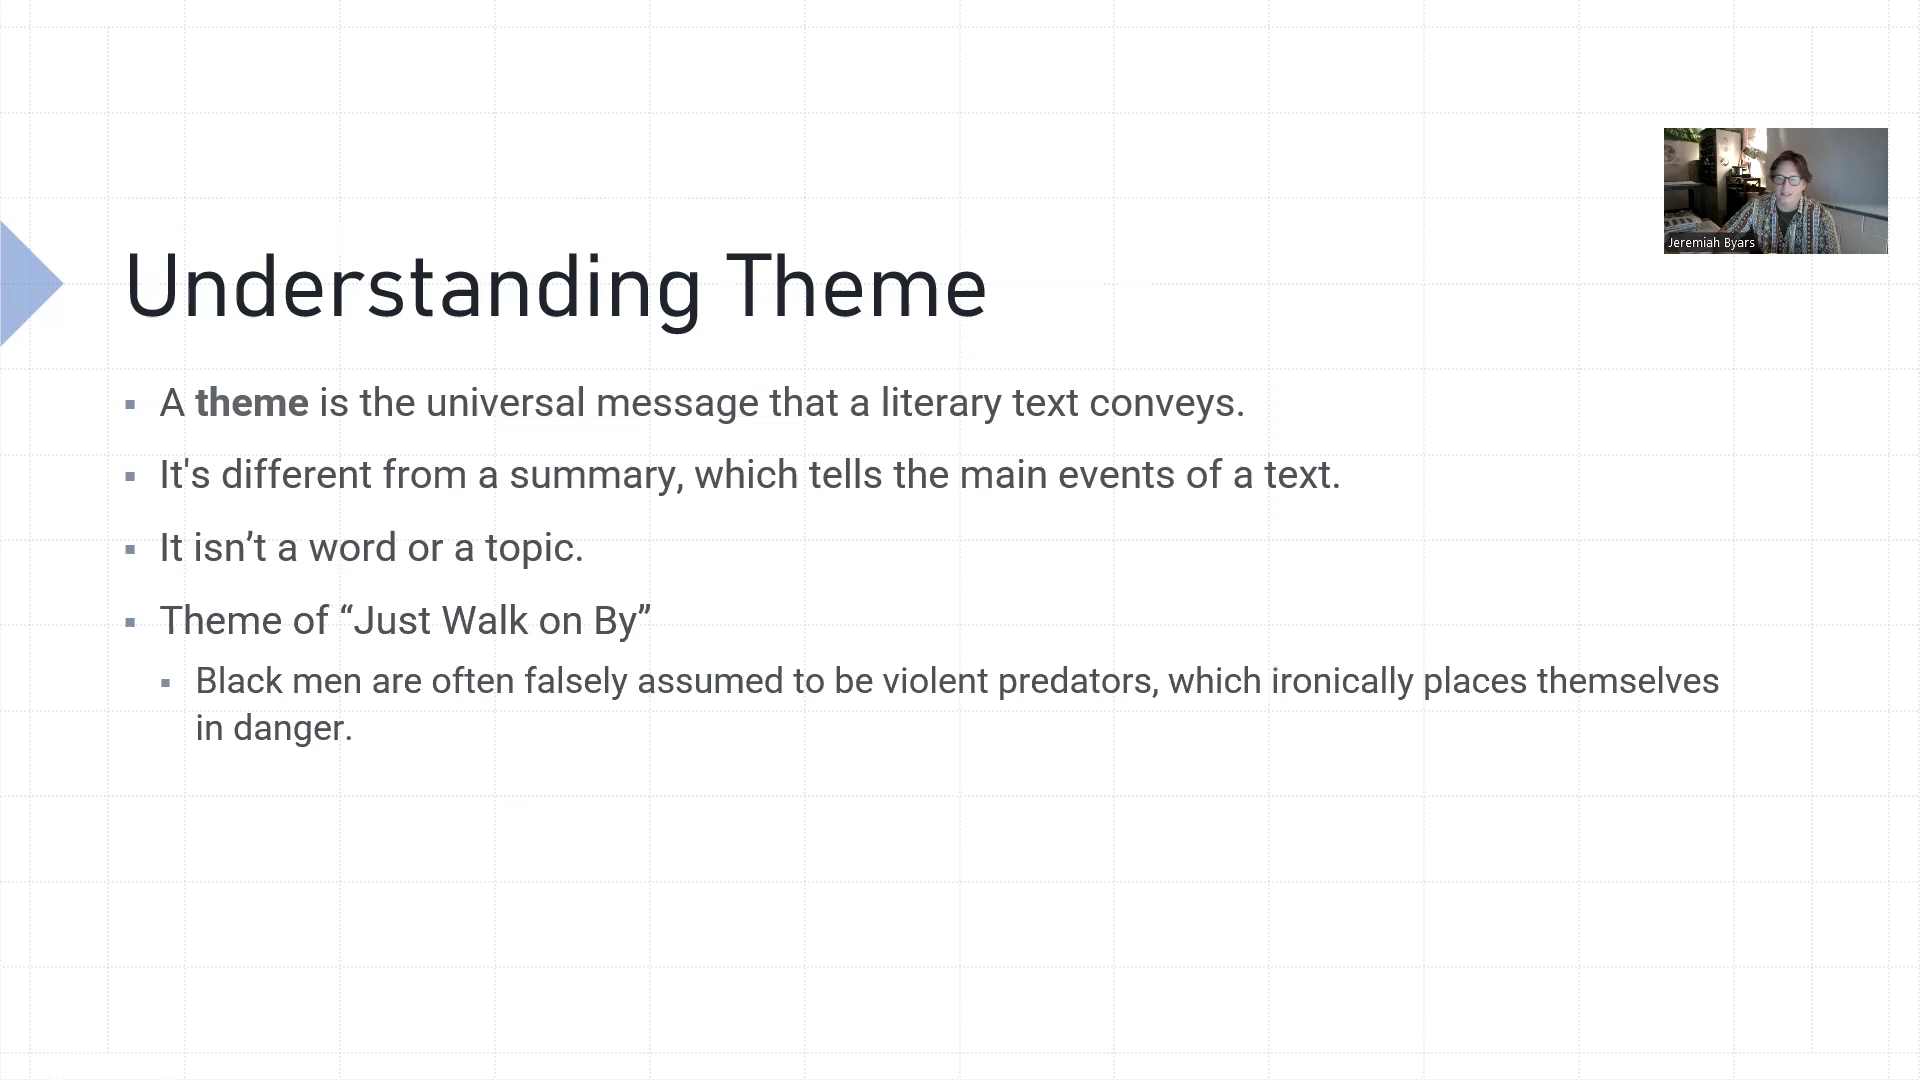 Jeremiah Byars
Understanding Theme
A theme is the universal message that a literary text conveys.
It's different from a summary, which tells the main events of a text.
It isn’t a word or a topic.
Theme of “Just Walk on By”
Black men are often falsely assumed to be violent predators, which ironically places themselves
in danger.